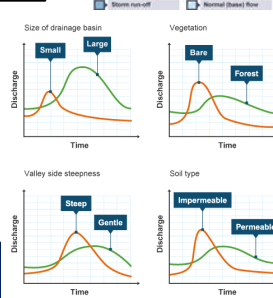 Storm run-off Normal (base) flow
Size of drainage basin
Small
Large
Discharge
Time
Vegetation
Bare
Forest
Discharge
Time
Valley side steepness
Steep
Gentle
Discharge
Time
Soil type
Impermeable
Permeable
Discharge
Time